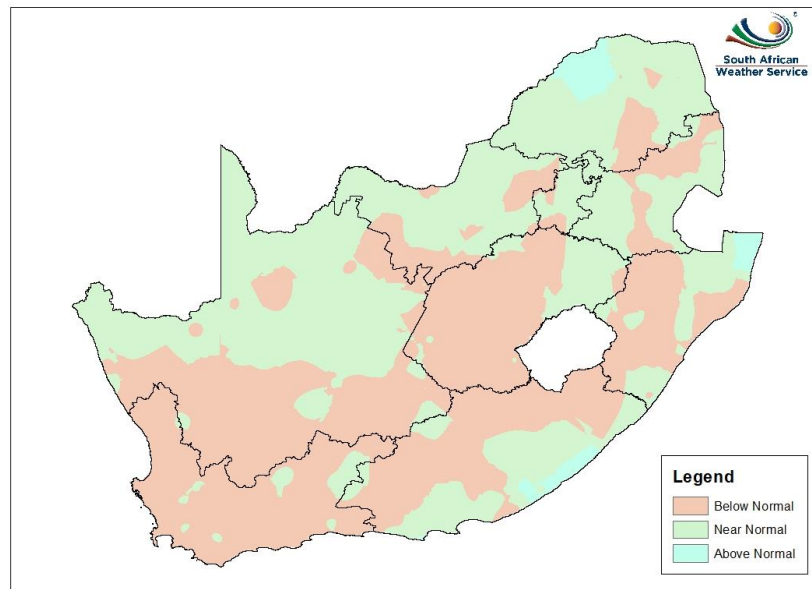 South African
Weather Service
Legend
Below Normal
Near Normal
Above Normal